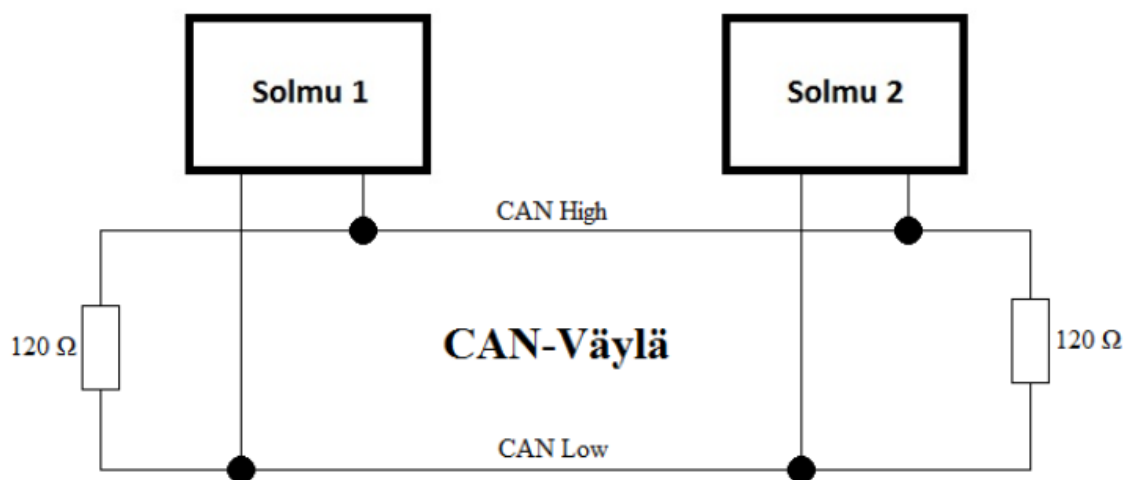 Solmu 1
Solmu 2
CAN High
120 Ω
CAN-Väylä
120 Ω
CAN Low